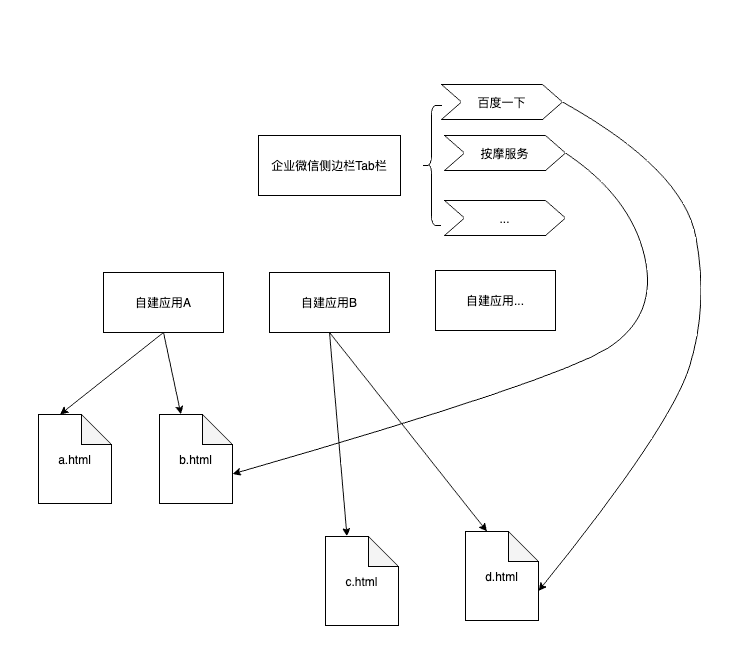 百度一下
企业微信侧边栏Tab栏
按摩服务
...
自建应用A
自建应用B
自建应用...
a.html
b.html
c.html
d.html